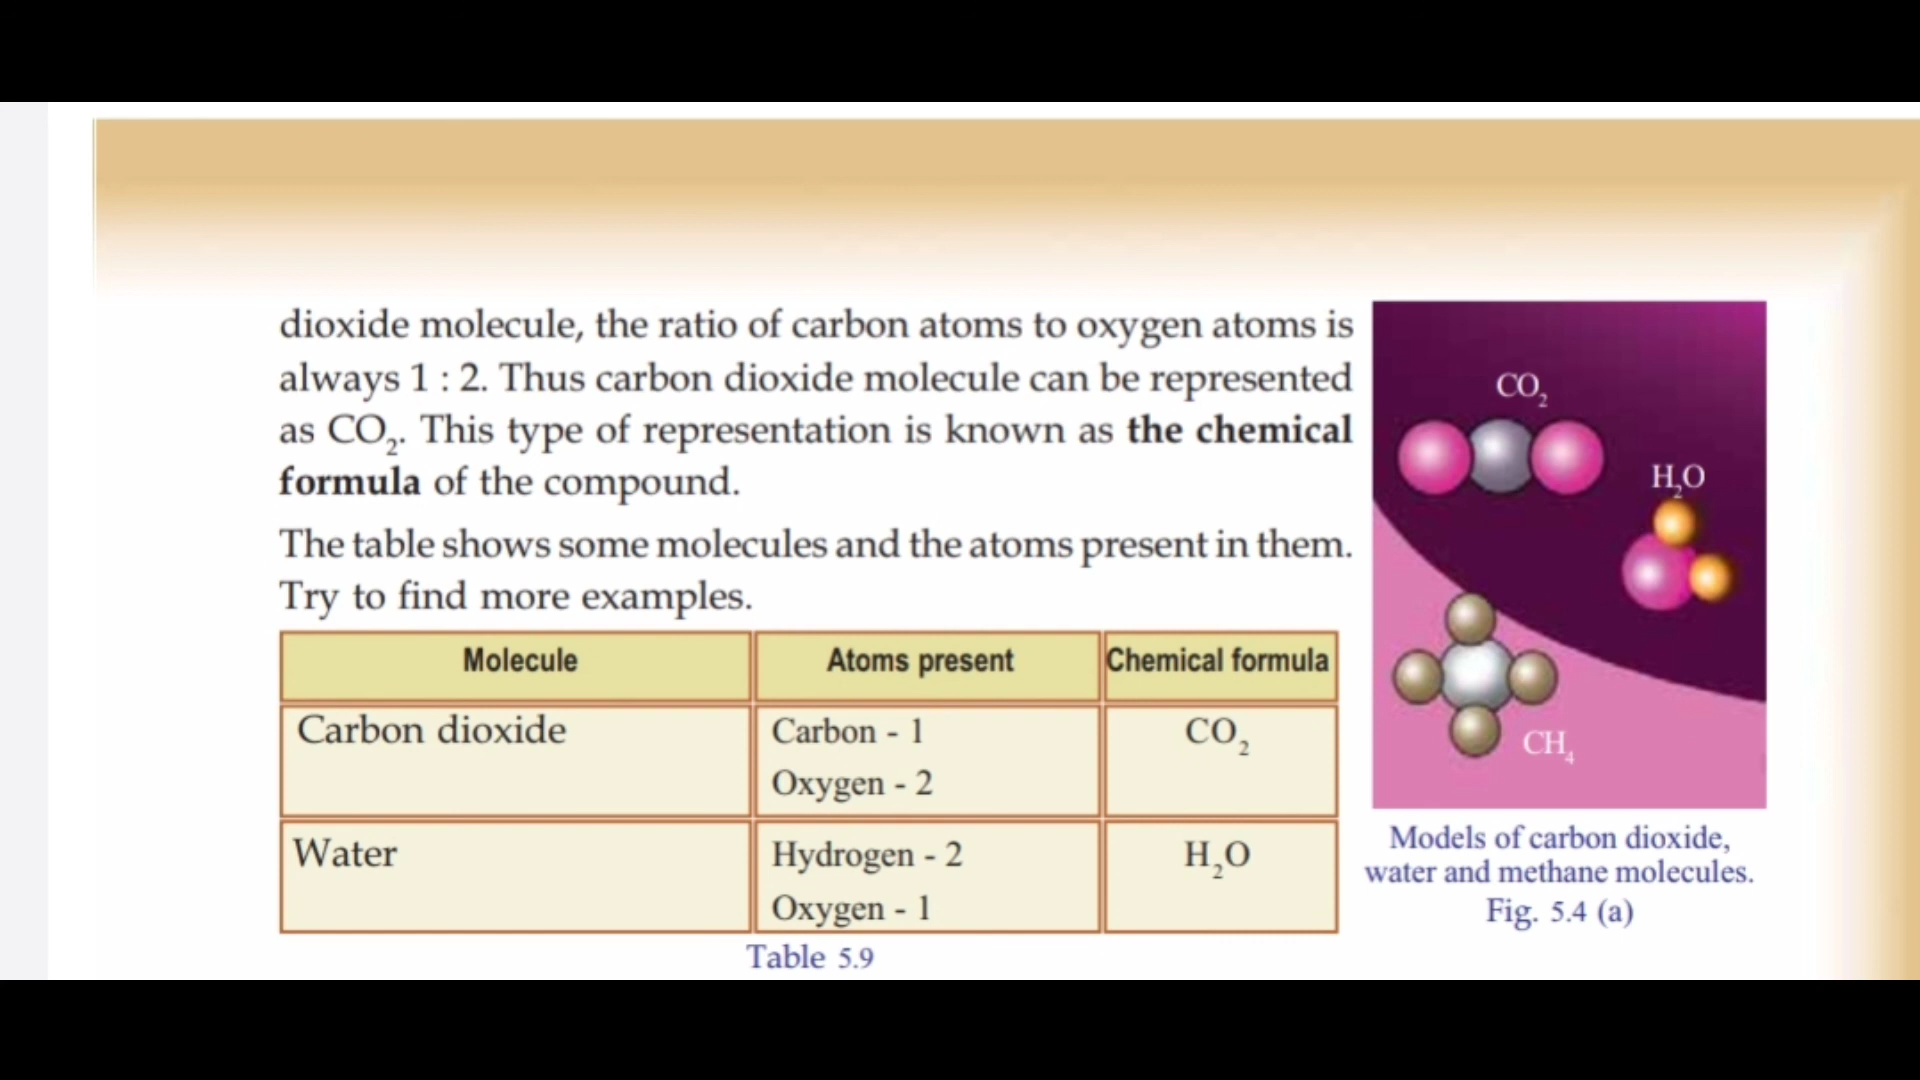 dioxide molecule, the ratio of carbon atoms to oxygen atoms is
always 1 : 2. Thus carbon dioxide molecule can be represented
as CO₂. This type of representation is known as the chemical
formula of the compound.
The table shows some molecules and the atoms present in them.
Try to find more examples.
Molecule Atoms present Chemical formula
Carbon dioxide Carbon - 1 CO₂
Oxygen - 2
Water Hydrogen - 2 H₂O
Oxygen - 1
Table 5.9
CO₂
H₂O
CH₄
Models of carbon dioxide,
water and methane molecules.
Fig. 5.4 (a)